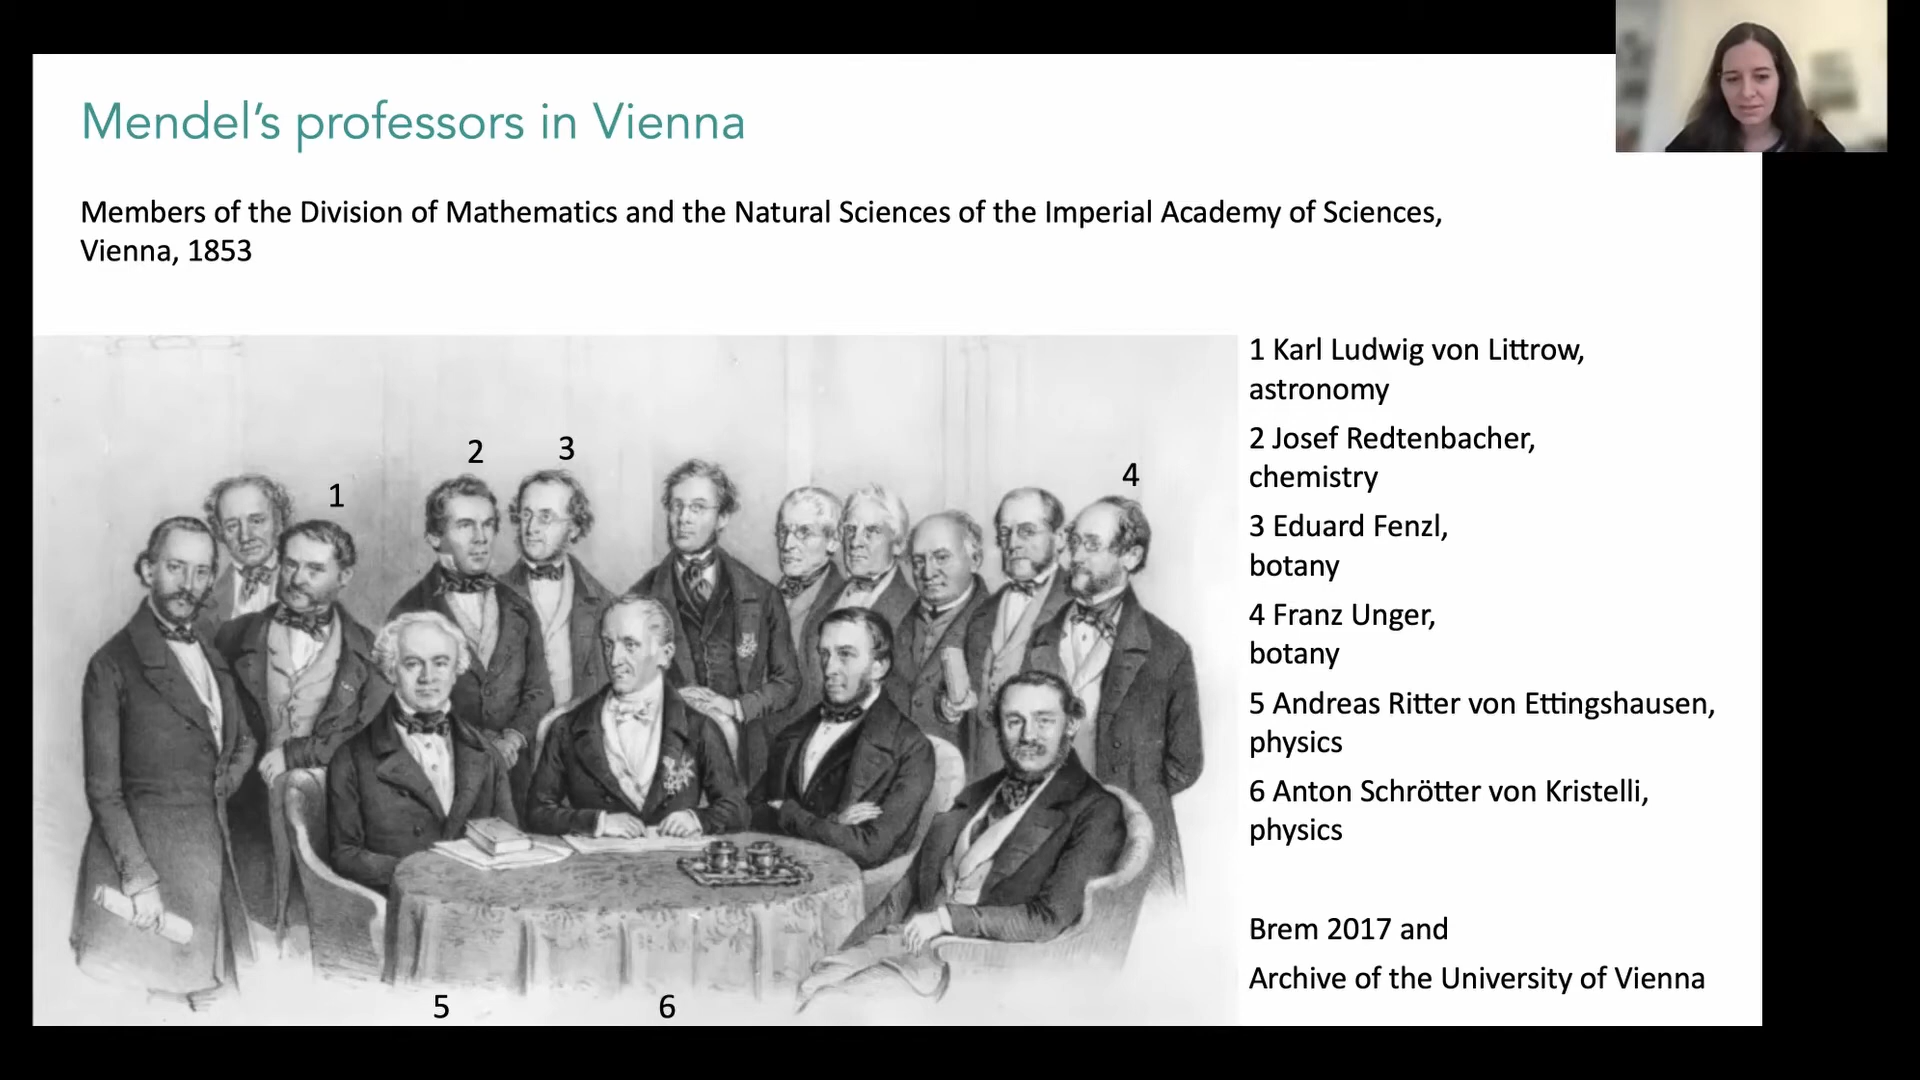 Mendel's professors in Vienna
Members of the Division of Mathematics and the Natural Sciences of the Imperial Academy of Sciences,
Vienna, 1853
1
2
3
4
5
6
1 Karl Ludwig von Littrow,
astronomy
2 Josef Redtenbacher,
chemistry
3 Eduard Fenzl,
botany
4 Franz Unger,
botany
5 Andreas Ritter von Ettingshausen,
physics
6 Anton Schrötter von Kristelli,
physics
Brem 2017 and
Archive of the University of Vienna